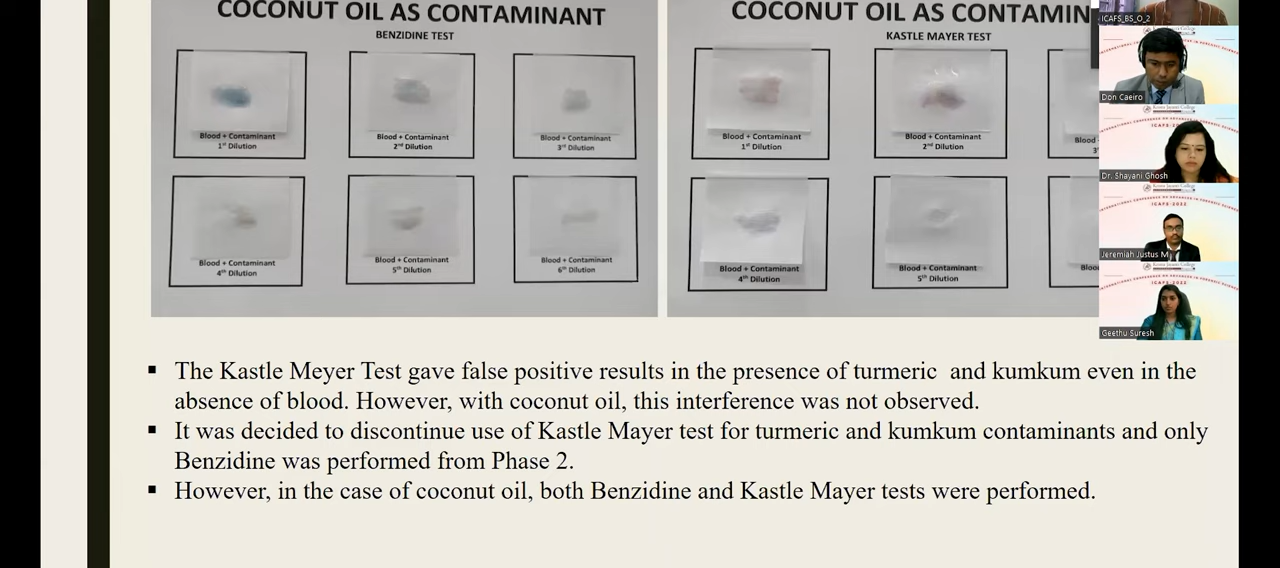 COCONUT OIL AS CONTAMINANT
BENZIDINE TEST
Blood + Contaminant
1st Dilution
Blood + Contaminant
2nd Dilution
Blood + Contaminant
3rd Dilution
Blood + Contaminant
4th Dilution
Blood + Contaminant
5th Dilution
Blood + Contaminant
6th Dilution
COCONUT OIL AS CONTAMIN
KASTLE MAYER TEST
Blood + Contaminant
1st Dilution
Blood + Contaminant
2nd Dilution
Blood
Blood + Contaminant
4th Dilution
Blood + Contaminant
5th Dilution
ICAFS_BS_O_2
Don Caeiro
Dr. Shayani Ghosh
ICAFS-2022
Jeremiah Justus M
ICAFS-2022
Geethu Suresh
▪ The Kastle Meyer Test gave false positive results in the presence of turmeric and kumkum even in the
absence of blood. However, with coconut oil, this interference was not observed.
▪ It was decided to discontinue use of Kastle Mayer test for turmeric and kumkum contaminants and only
Benzidine was performed from Phase 2.
▪ However, in the case of coconut oil, both Benzidine and Kastle Mayer tests were performed.